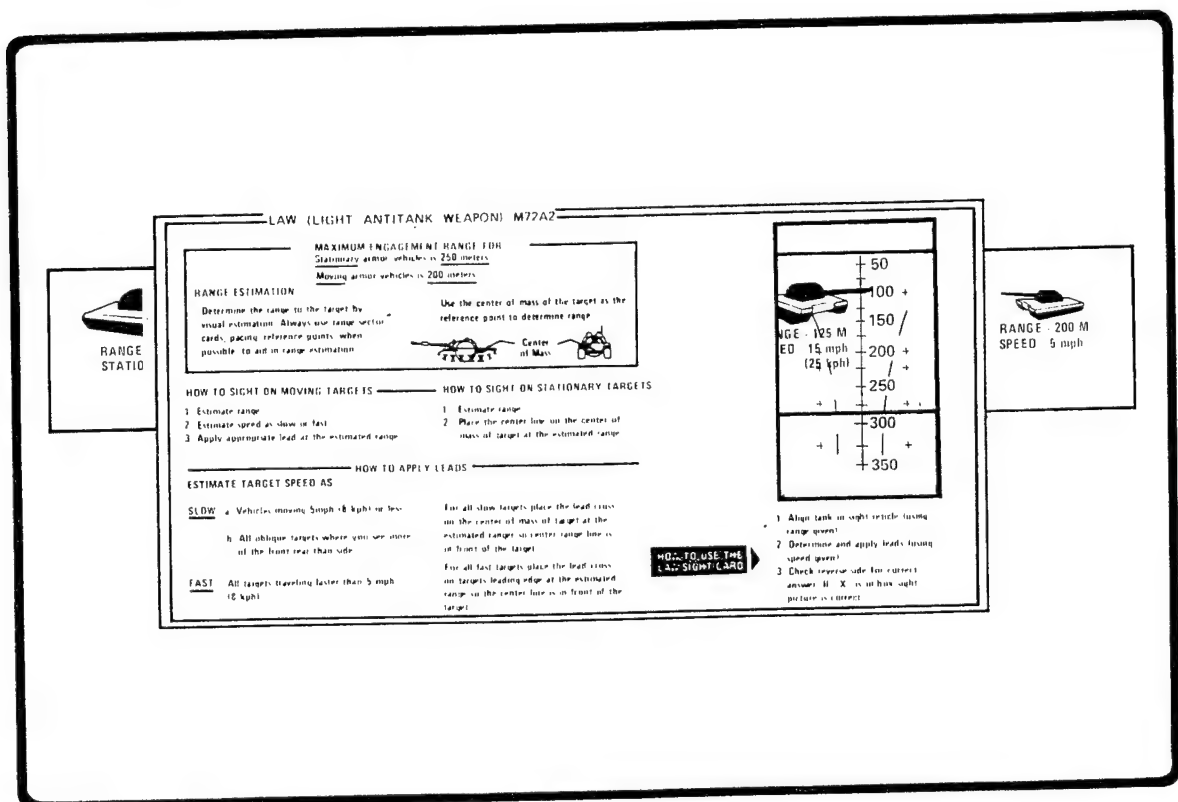 LAW (LIGHT ANTITANK WEAPON) M72A2
MAXIMUM ENGAGEMENT RANGE FOR
Stationary armor vehicles is 250 meters
Moving armor vehicles is 200 meters
RANGE ESTIMATION
Determine the range to the target by
visual estimation. Always use range sector
cards, pacing reference points, when
possible to aid in range estimation
Use the center of mass of the target as the
reference point to determine range
Center
of Mass
HOW TO SIGHT ON MOVING TARGETS
1 Estimate range
2 Estimate speed as slow or fast
3 Apply appropriate lead at the estimated range
HOW TO SIGHT ON STATIONARY TARGETS
1 Estimate range
2 Place the center line on the center of
mass of target at the estimated range
HOW TO APPLY LEADS
ESTIMATE TARGET SPEED AS
SLOW a Vehicles moving 5mph (8 kph) or less
b All oblique targets where you see more
of the front rear than side
FAST All targets traveling faster than 5 mph
(8 kph)
For all slow targets place the lead cross
on the center of mass of target at the
estimated range so center range line is
in front of the target
For all fast targets place the lead cross
on targets leading edge at the estimated
range so the center line is in front of the
target
HOW TO USE THE
LAW SIGHT CARD
RANGE
STATIO
50
100
150
200
250
300
350
NGE - 125 M
ED 15 mph
(25 kph)
RANGE - 200 M
SPEED 5 mph
1 Align tank in sight reticle (using
range given)
2 Determine and apply leads (using
speed given)
3 Check reverse side for correct
answer If X is in box sight
picture is correct